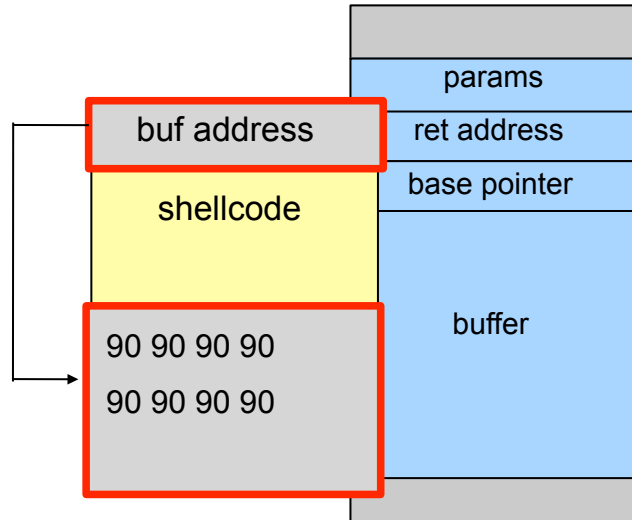 params
buf address
ret address
base pointer
shellcode
buffer
90 90 90 90
90 90 90 90